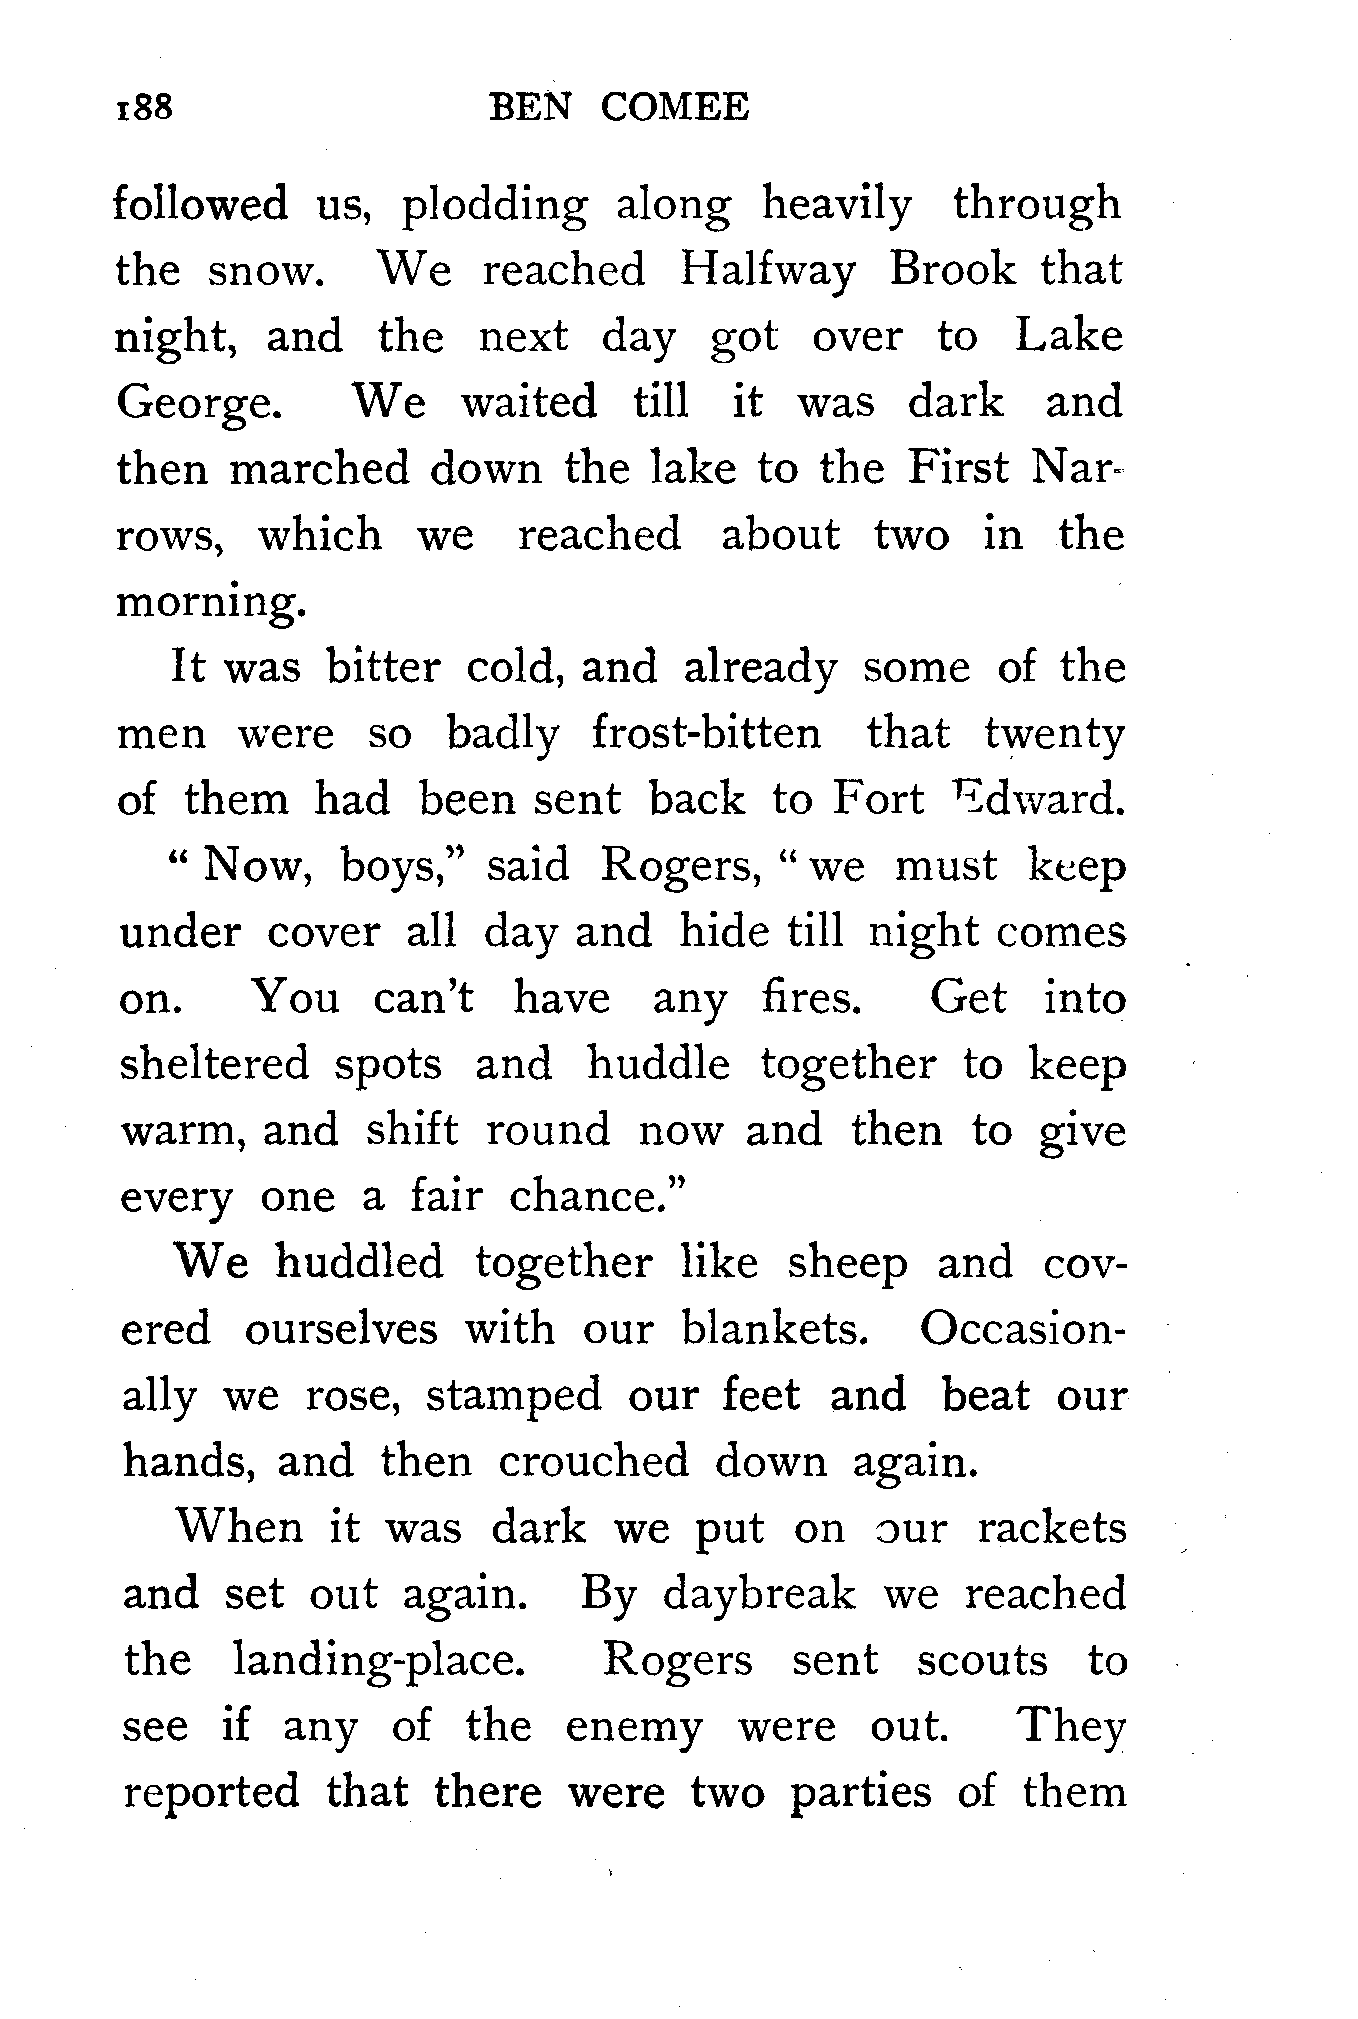 188 BEN COMEE
followed us, plodding along heavily through
the snow. We reached Halfway Brook that
night, and the next day got over to Lake
George. We waited till it was dark and
then marched down the lake to the First Nar-
rows, which we reached about two in the
morning.
It was bitter cold, and already some of the
men were so badly frost-bitten that twenty
of them had been sent back to Fort Edward.
“ Now, boys,” said Rogers, “ we must keep
under cover all day and hide till night comes
on. You can't have any fires. Get into
sheltered spots and huddle together to keep
warm, and shift round now and then to give
every one a fair chance.”
We huddled together like sheep and cov-
ered ourselves with our blankets. Occasion-
ally we rose, stamped our feet and beat our
hands, and then crouched down again.
When it was dark we put on our rackets
and set out again. By daybreak we reached
the landing-place. Rogers sent scouts to
see if any of the enemy were out. They
reported that there were two parties of them